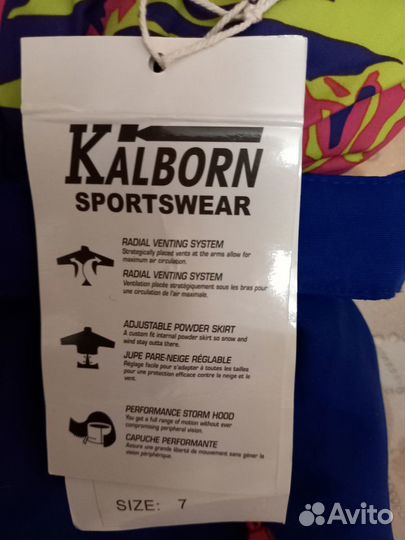 KALBORN
SPORTSWEAR
RADIAL VENTING SYSTEM
Strategically placed vents at the arms allow for
maximum air circulation.
RADIAL VENTING SYSTEM
Ventilation placée stratégiquement sous les bras pour
une circulation de l'air maximale.
ADJUSTABLE POWDER SKIRT
A custom fit internal powder skirt so snow and
wind stay outta there.
JUPE PARE-NEIGE RÉGLABLE
Réglage facile pour s'adapter à toutes les tailles
pour une protection efficace contre la neige et le
vent.
PERFORMANCE STORM HOOD
You get a full range of motion without ever
compromising peripheral vision.
CAPUCHE PERFORMANTE
Assure une grande liberté de mouvement sans gêner la
vision périphérique.
SIZE: 7
Avito